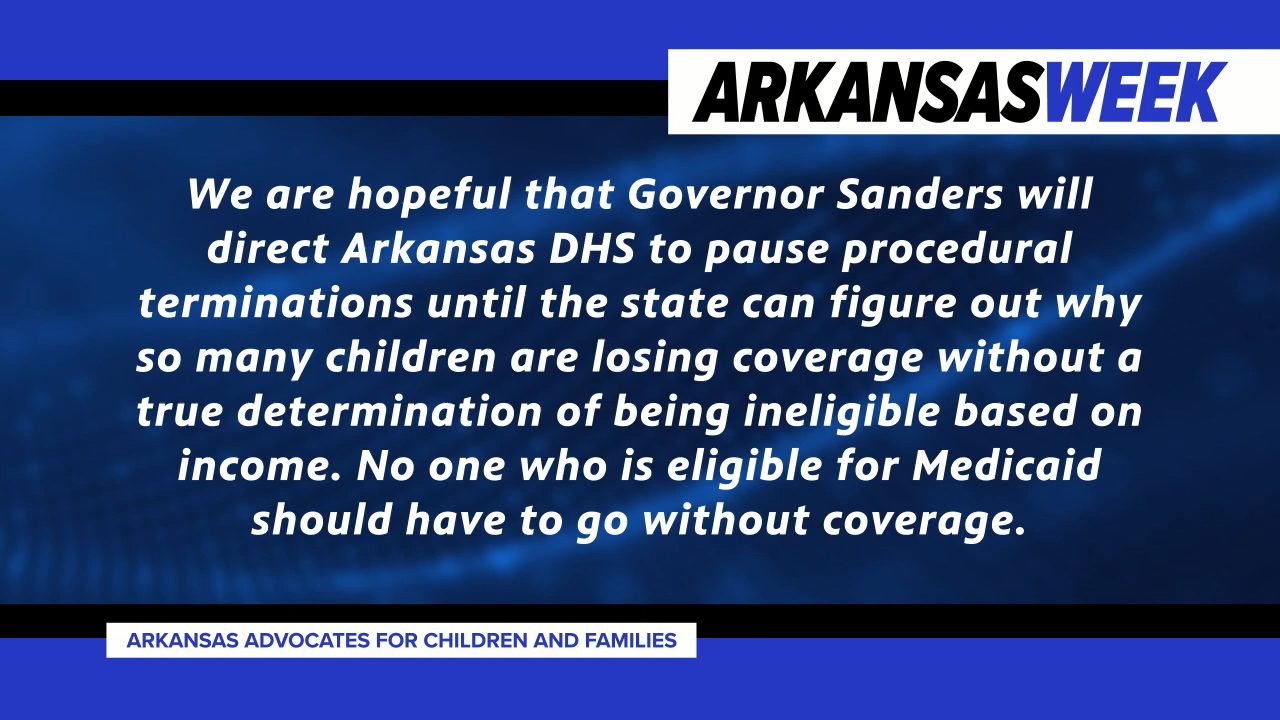 ARKANSASWEEK
We are hopeful that Governor Sanders will
direct Arkansas DHS to pause procedural
terminations until the state can figure out why
so many children are losing coverage without a
true determination of being ineligible based on
income. No one who is eligible for Medicaid
should have to go without coverage.
ARKANSAS ADVOCATES FOR CHILDREN AND FAMILIES